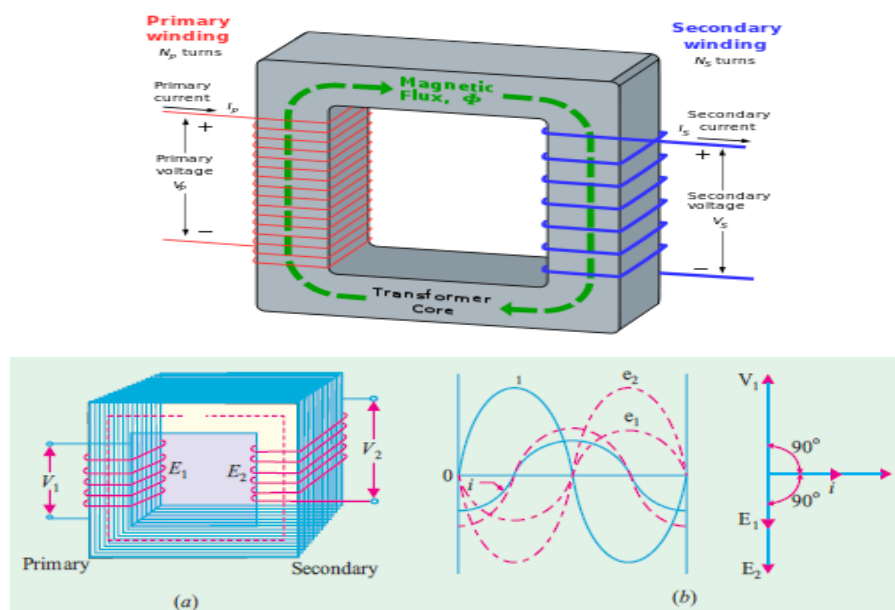 Primary
winding
Nₚ turns
Primary
current
iₚ
+
Primary
voltage
Vₚ
−
Magnetic
Flux, Φ
Transformer
Core
Secondary
winding
Nₛ turns
iₛ
Secondary
current
+
Secondary
voltage
Vₛ
−
V₁
E₁
E₂
V₂
Primary
Secondary
(a)
0
i
1
e₂
e₁
(b)
V₁
90°
i
90°
E₁
E₂